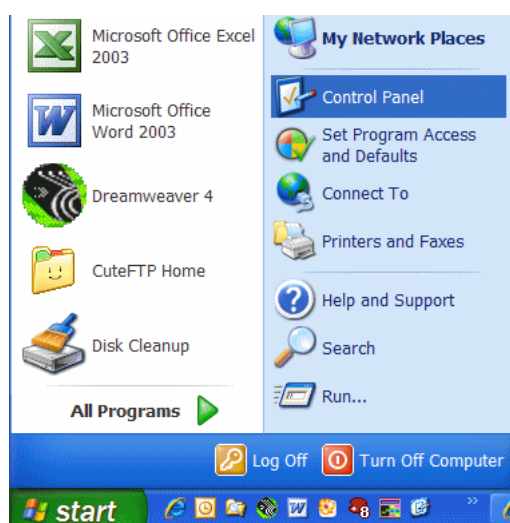 Microsoft Office Excel
2003
Microsoft Office
Word 2003
Dreamweaver 4
CuteFTP Home
Disk Cleanup
All Programs
My Network Places
Control Panel
Set Program Access
and Defaults
Connect To
Printers and Faxes
Help and Support
Search
Run...
Log Off
Turn Off Computer
start
8
»